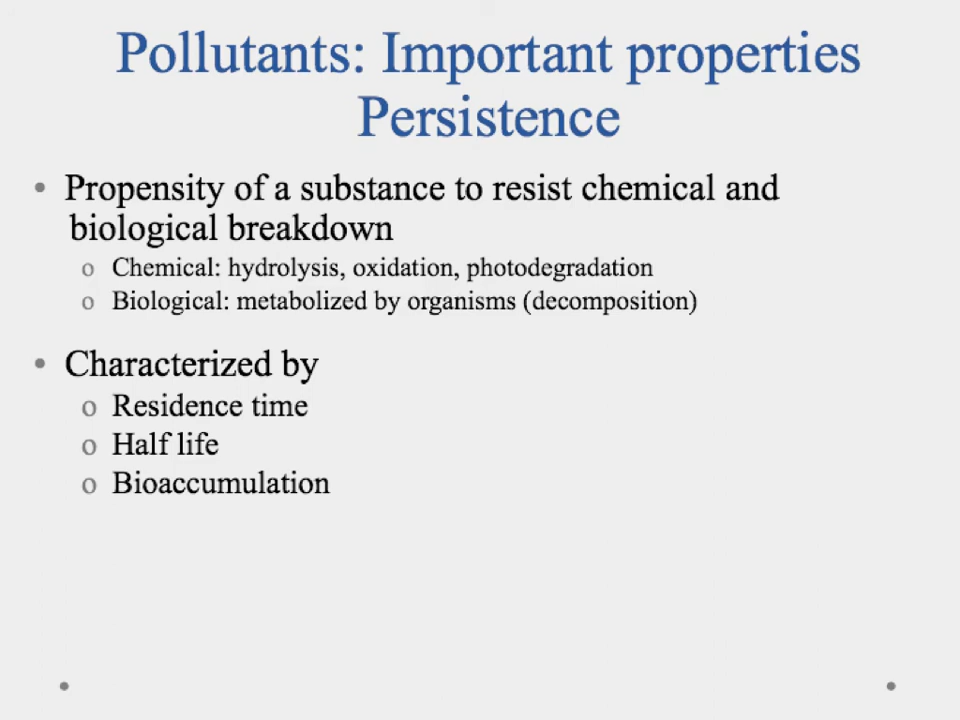 Pollutants: Important properties
Persistence
• Propensity of a substance to resist chemical and
biological breakdown
o Chemical: hydrolysis, oxidation, photodegradation
o Biological: metabolized by organisms (decomposition)
• Characterized by
o Residence time
o Half life
o Bioaccumulation